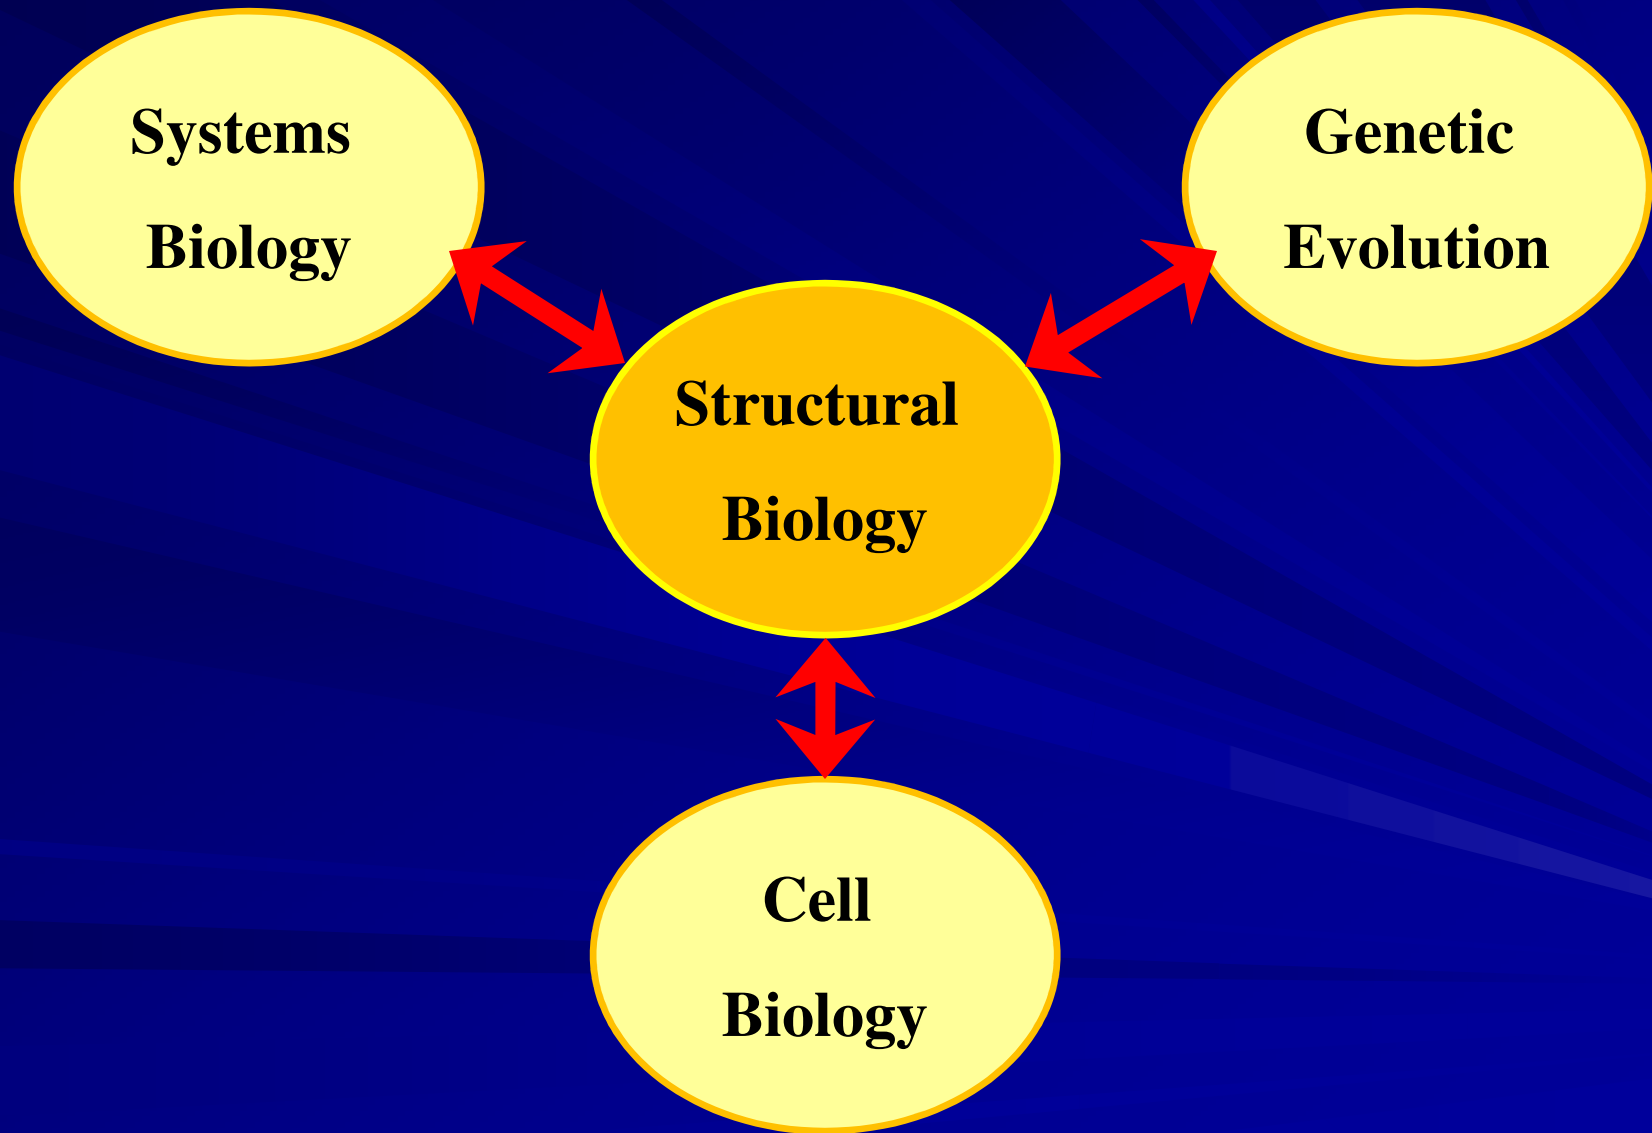 Systems
Biology
Genetic
Evolution
Structural
Biology
Cell
Biology